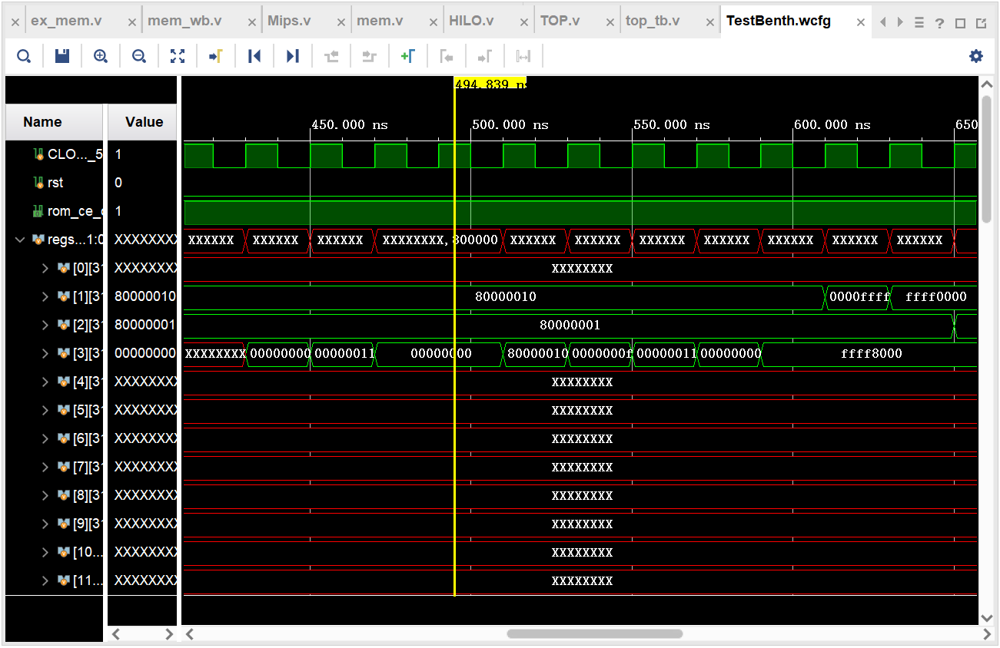 ex_mem.v mem_wb.v Mips.v mem.v HILO.v TOP.v top_tb.v TestBenth.wcfg
494.839 ns
Name Value 450.000 ns 500.000 ns 550.000 ns 600.000 ns 650
CLO..._5 1
rst 0
rom_ce_ 1
regs...1:0 XXXXXXXX XXXXXX XXXXXX XXXXXX XXXXXXXX,800000 XXXXXX XXXXXX XXXXXX XXXXXX XXXXXX XXXXXX XXXXXX
[0][31 XXXXXXXX XXXXXXXX
[1][31 80000010 80000010 0000ffff ffff0000
[2][31 80000001 80000001
[3][31 00000000 XXXXXXXX 00000000 00000011 00000000 80000010 0000000f 00000011 00000000 ffff8000
[4][31 XXXXXXXX XXXXXXXX
[5][31 XXXXXXXX XXXXXXXX
[6][31 XXXXXXXX XXXXXXXX
[7][31 XXXXXXXX XXXXXXXX
[8][31 XXXXXXXX XXXXXXXX
[9][31 XXXXXXXX XXXXXXXX
[10... XXXXXXXX XXXXXXXX
[11... XXXXXXXX XXXXXXXX